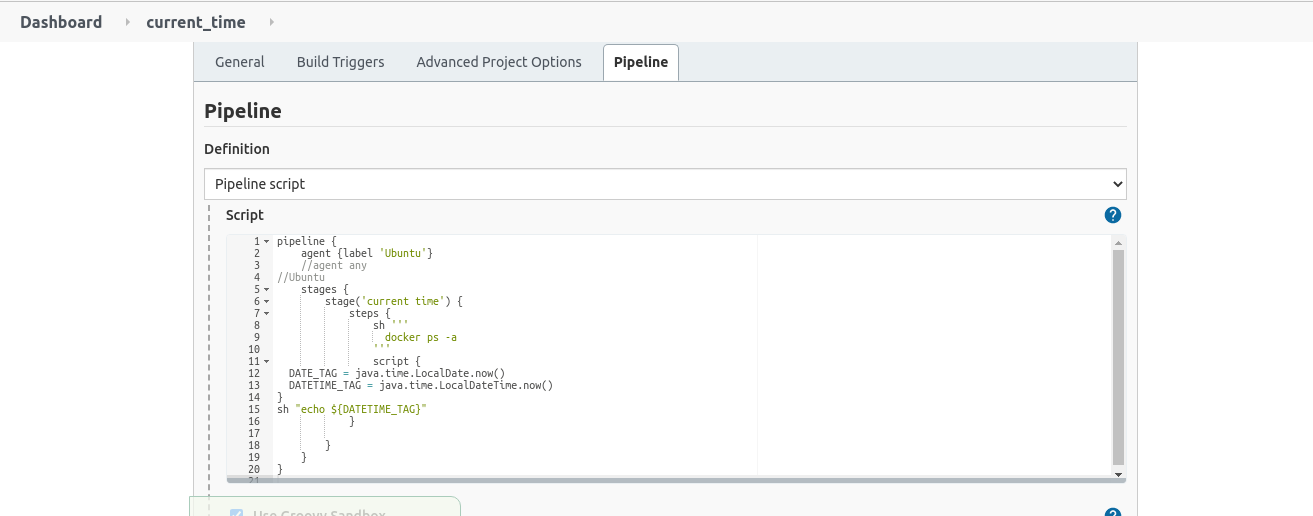 Dashboard current_time
General Build Triggers Advanced Project Options Pipeline
Pipeline
Definition
Pipeline script
Script
?
1 pipeline {
2 agent {label 'Ubuntu'}
3 //agent any
4 //Ubuntu
5 stages {
6 stage('current time') {
7 steps {
8 sh '''
9 docker ps -a
10 '''
11 script {
12 DATE_TAG = java.time.LocalDate.now()
13 DATETIME_TAG = java.time.LocalDateTime.now()
14 }
15 sh "echo ${DATETIME_TAG}"
16 }
17
18 }
19 }
20 }
21
Use Groovy Sandbox
?